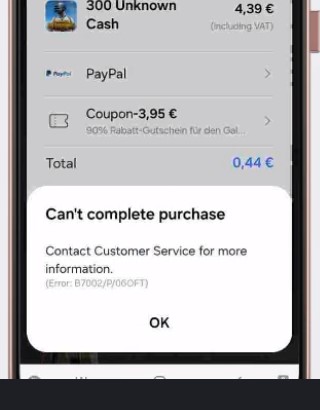 300 Unknown
Cash
4,39 €
(Including VAT)
PayPal
PayPal
Coupon-3,95 €
90% Rabatt-Gutschein für den Gal...
Total
0,44 €
Can't complete purchase
Contact Customer Service for more
information.
(Error: B7002/P/06OFT)
OK